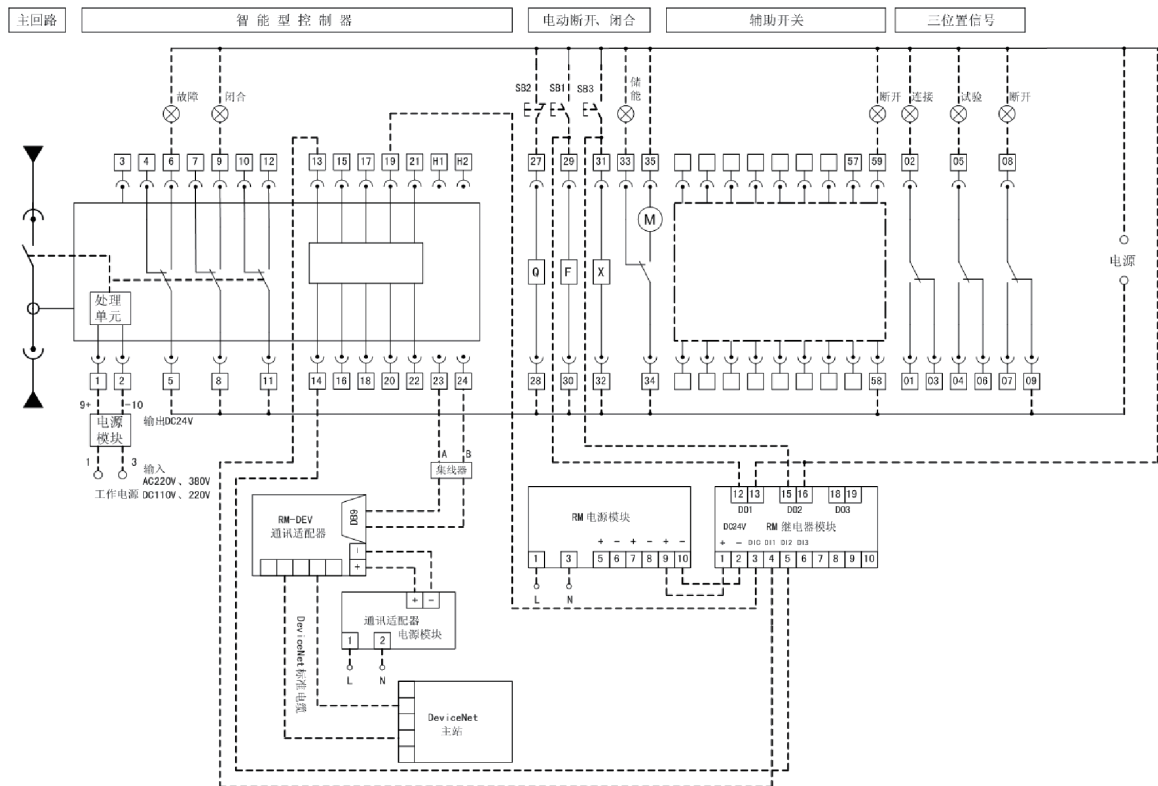 主回路
智能型控制器
电动断开、闭合
辅助开关
三位置信号
故障
闭合
SB2
SB1
SB3
储能
断开
连接
试验
断开
3 4 6 7 9 10 12
13 15 17 19 21 H1 H2
27 29 31 33 35
57 59
02 05 08
M
Q F X
电源
处理单元
1 2 5 8 11
14 16 18 20 22 23 24
28 30 32 34
58
01 03 04 06 07 09
9+ -10
电源模块
输出DC24V
1 3
输入
AC220V、380V
工作电源 DC110V、220V
A B
集线器
RM-DEV
通讯适配器
DB9
-
+
+ -
通讯适配器
电源模块
1 2
L N
DeviceNet标准电缆
DeviceNet
主站
RM 电源模块
+ - + - + -
1 3 5 6 7 8 9 10
L N
12 13 15 16 18 19
DO1 DO2 DO3
DC24V RM 继电器模块
+ - DI0 DI1 DI2 DI3
1 2 3 4 5 6 7 8 9 10